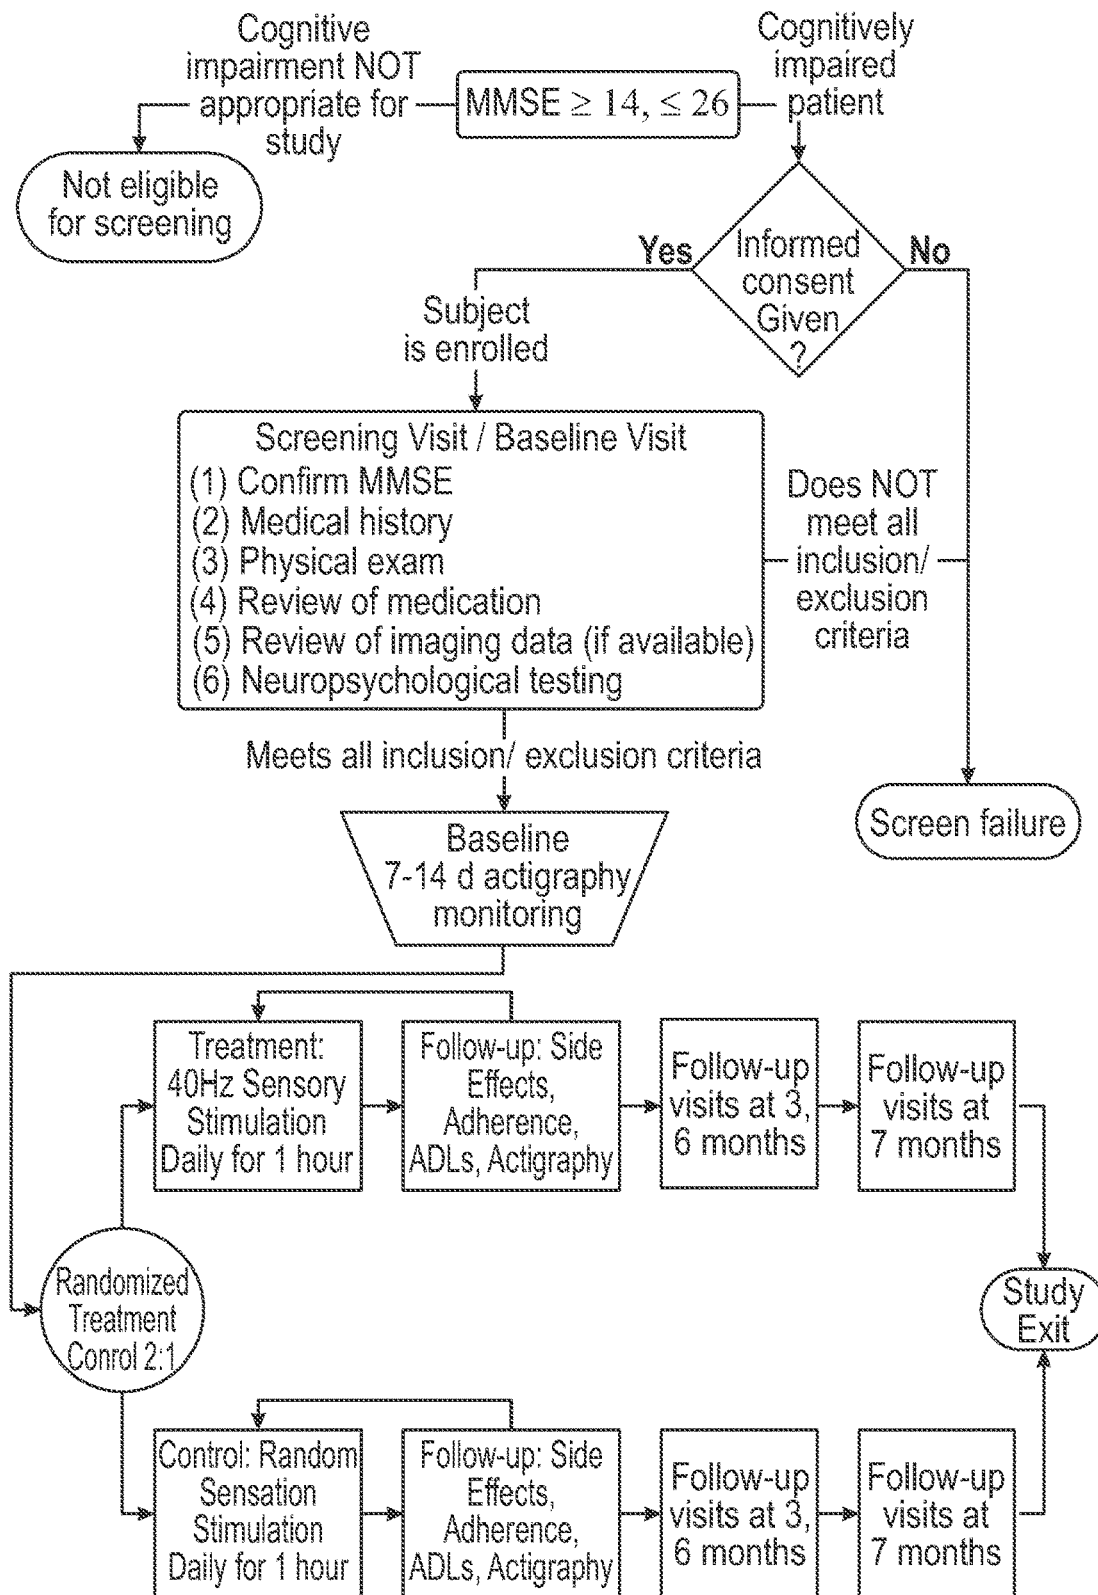 Cognitive
impairment NOT
appropriate for
study
MMSE ≥ 14, ≤ 26
Cognitively
impaired
patient
Not eligible
for screening
Yes
Informed
consent
Given
?
No
Subject
is enrolled
Screening Visit / Baseline Visit
(1) Confirm MMSE
(2) Medical history
(3) Physical exam
(4) Review of medication
(5) Review of imaging data (if available)
(6) Neuropsychological testing
Does NOT
meet all
inclusion/
exclusion
criteria
Meets all inclusion/ exclusion criteria
Screen failure
Baseline
7-14 d actigraphy
monitoring
Treatment:
40Hz Sensory
Stimulation
Daily for 1 hour
Follow-up: Side
Effects,
Adherence,
ADLs, Actigraphy
Follow-up
visits at 3,
6 months
Follow-up
visits at
7 months
Randomized
Treatment
Conrol 2:1
Study
Exit
Control: Random
Sensation
Stimulation
Daily for 1 hour
Follow-up: Side
Effects,
Adherence,
ADLs, Actigraphy
Follow-up
visits at 3,
6 months
Follow-up
visits at
7 months